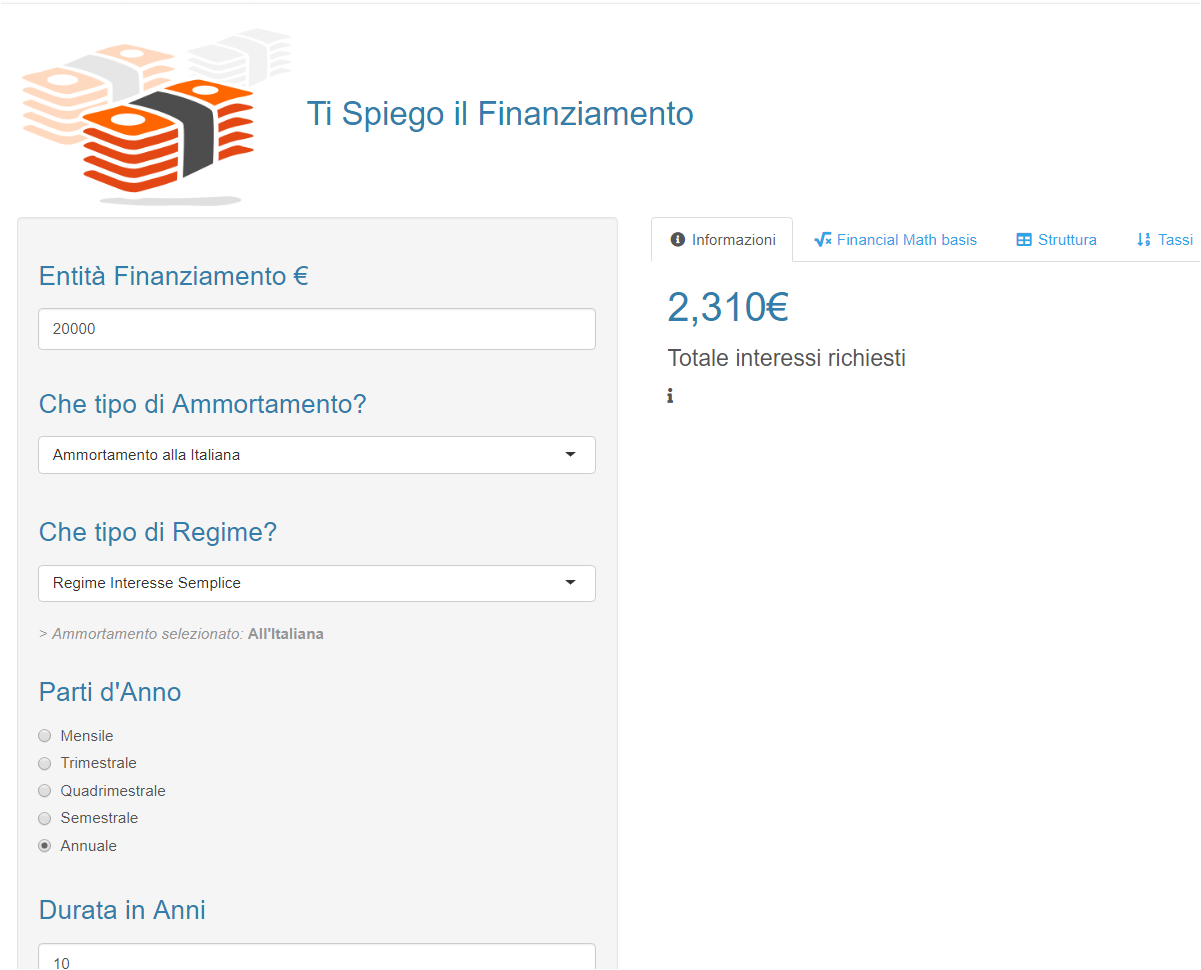 Ti Spiego il Finanziamento
Entità Finanziamento €
20000
Che tipo di Ammortamento?
Ammortamento alla Italiana
Che tipo di Regime?
Regime Interesse Semplice
> Ammortamento selezionato: All'Italiana
Parti d'Anno
Mensile
Trimestrale
Quadrimestrale
Semestrale
Annuale
Durata in Anni
10
Informazioni
Financial Math basis
Struttura
Tassi
2,310€
Totale interessi richiesti